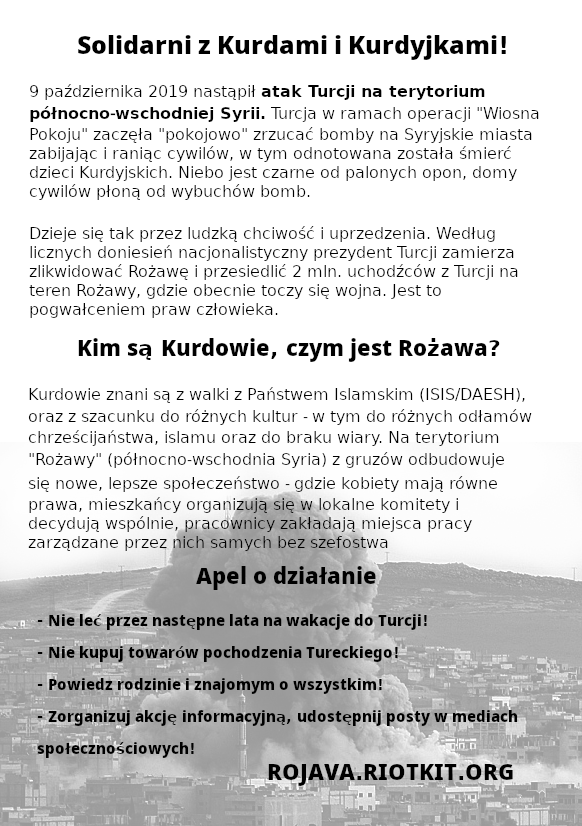 Solidarni z Kurdami i Kurdyjkami!
9 października 2019 nastąpił atak Turcji na terytorium
północno-wschodniej Syrii. Turcja w ramach operacji "Wiosna
Pokoju" zaczęła "pokojowo" zrzucać bomby na Syryjskie miasta
zabijając i raniąc cywilów, w tym odnotowana została śmierć
dzieci Kurdyjskich. Niebo jest czarne od palonych opon, domy
cywilów płoną od wybuchów bomb.
Dzieje się tak przez ludzką chciwość i uprzedzenia. Według
licznych doniesień nacjonalistyczny prezydent Turcji zamierza
zlikwidować Rożawę i przesiedlić 2 mln. uchodźców z Turcji na
teren Rożawy, gdzie obecnie toczy się wojna. Jest to
pogwałceniem praw człowieka.
Kim są Kurdowie, czym jest Rożawa?
Kurdowie znani są z walki z Państwem Islamskim (ISIS/DAESH),
oraz z szacunku do różnych kultur - w tym do różnych odłamów
chrześcijaństwa, islamu oraz do braku wiary. Na terytorium
"Rożawy" (północno-wschodnia Syria) z gruzów odbudowuje
się nowe, lepsze społeczeństwo - gdzie kobiety mają równe
prawa, mieszkańcy organizują się w lokalne komitety i
decydują wspólnie, pracownicy zakładają miejsca pracy
zarządzane przez nich samych bez szefostwa
Apel o działanie
- Nie leć przez następne lata na wakacje do Turcji!
- Nie kupuj towarów pochodzenia Tureckiego!
- Powiedz rodzinie i znajomym o wszystkim!
- Zorganizuj akcję informacyjną, udostępnij posty w mediach
społecznościowych!
ROJAVA.RIOTKIT.ORG